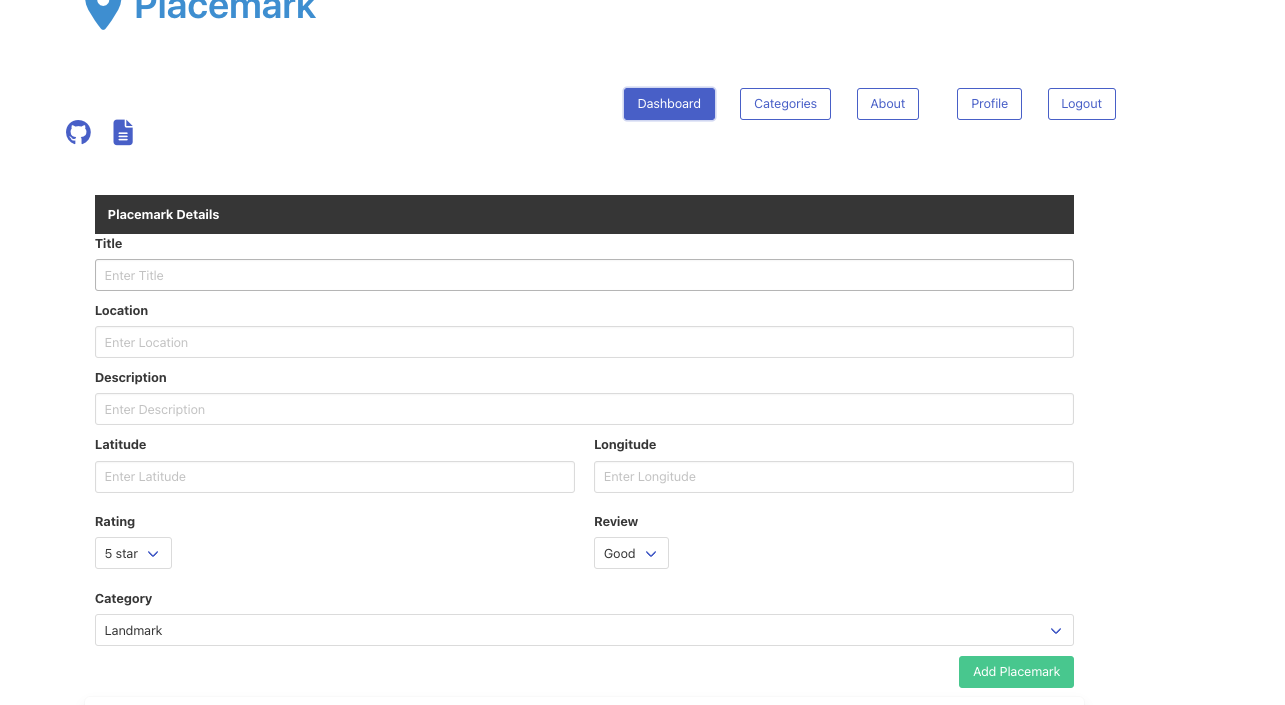 Placemark
Dashboard Categories About Profile Logout
Placemark Details
Title
Enter Title
Location
Enter Location
Description
Enter Description
Latitude Longitude
Enter Latitude Enter Longitude
Rating Review
5 star Good
Category
Landmark
Add Placemark